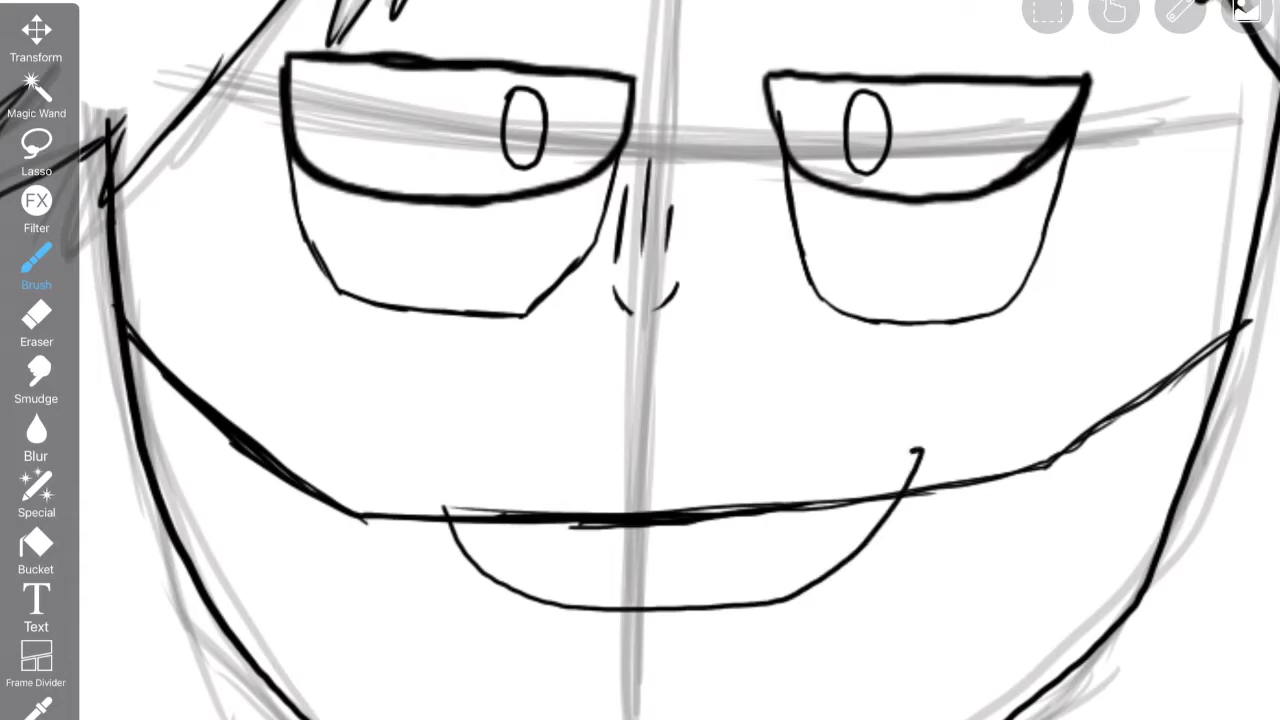 Transform
Magic Wand
Lasso
FX
Filter
Brush
Eraser
Smudge
Blur
Special
Bucket
T
Text
Frame Divider